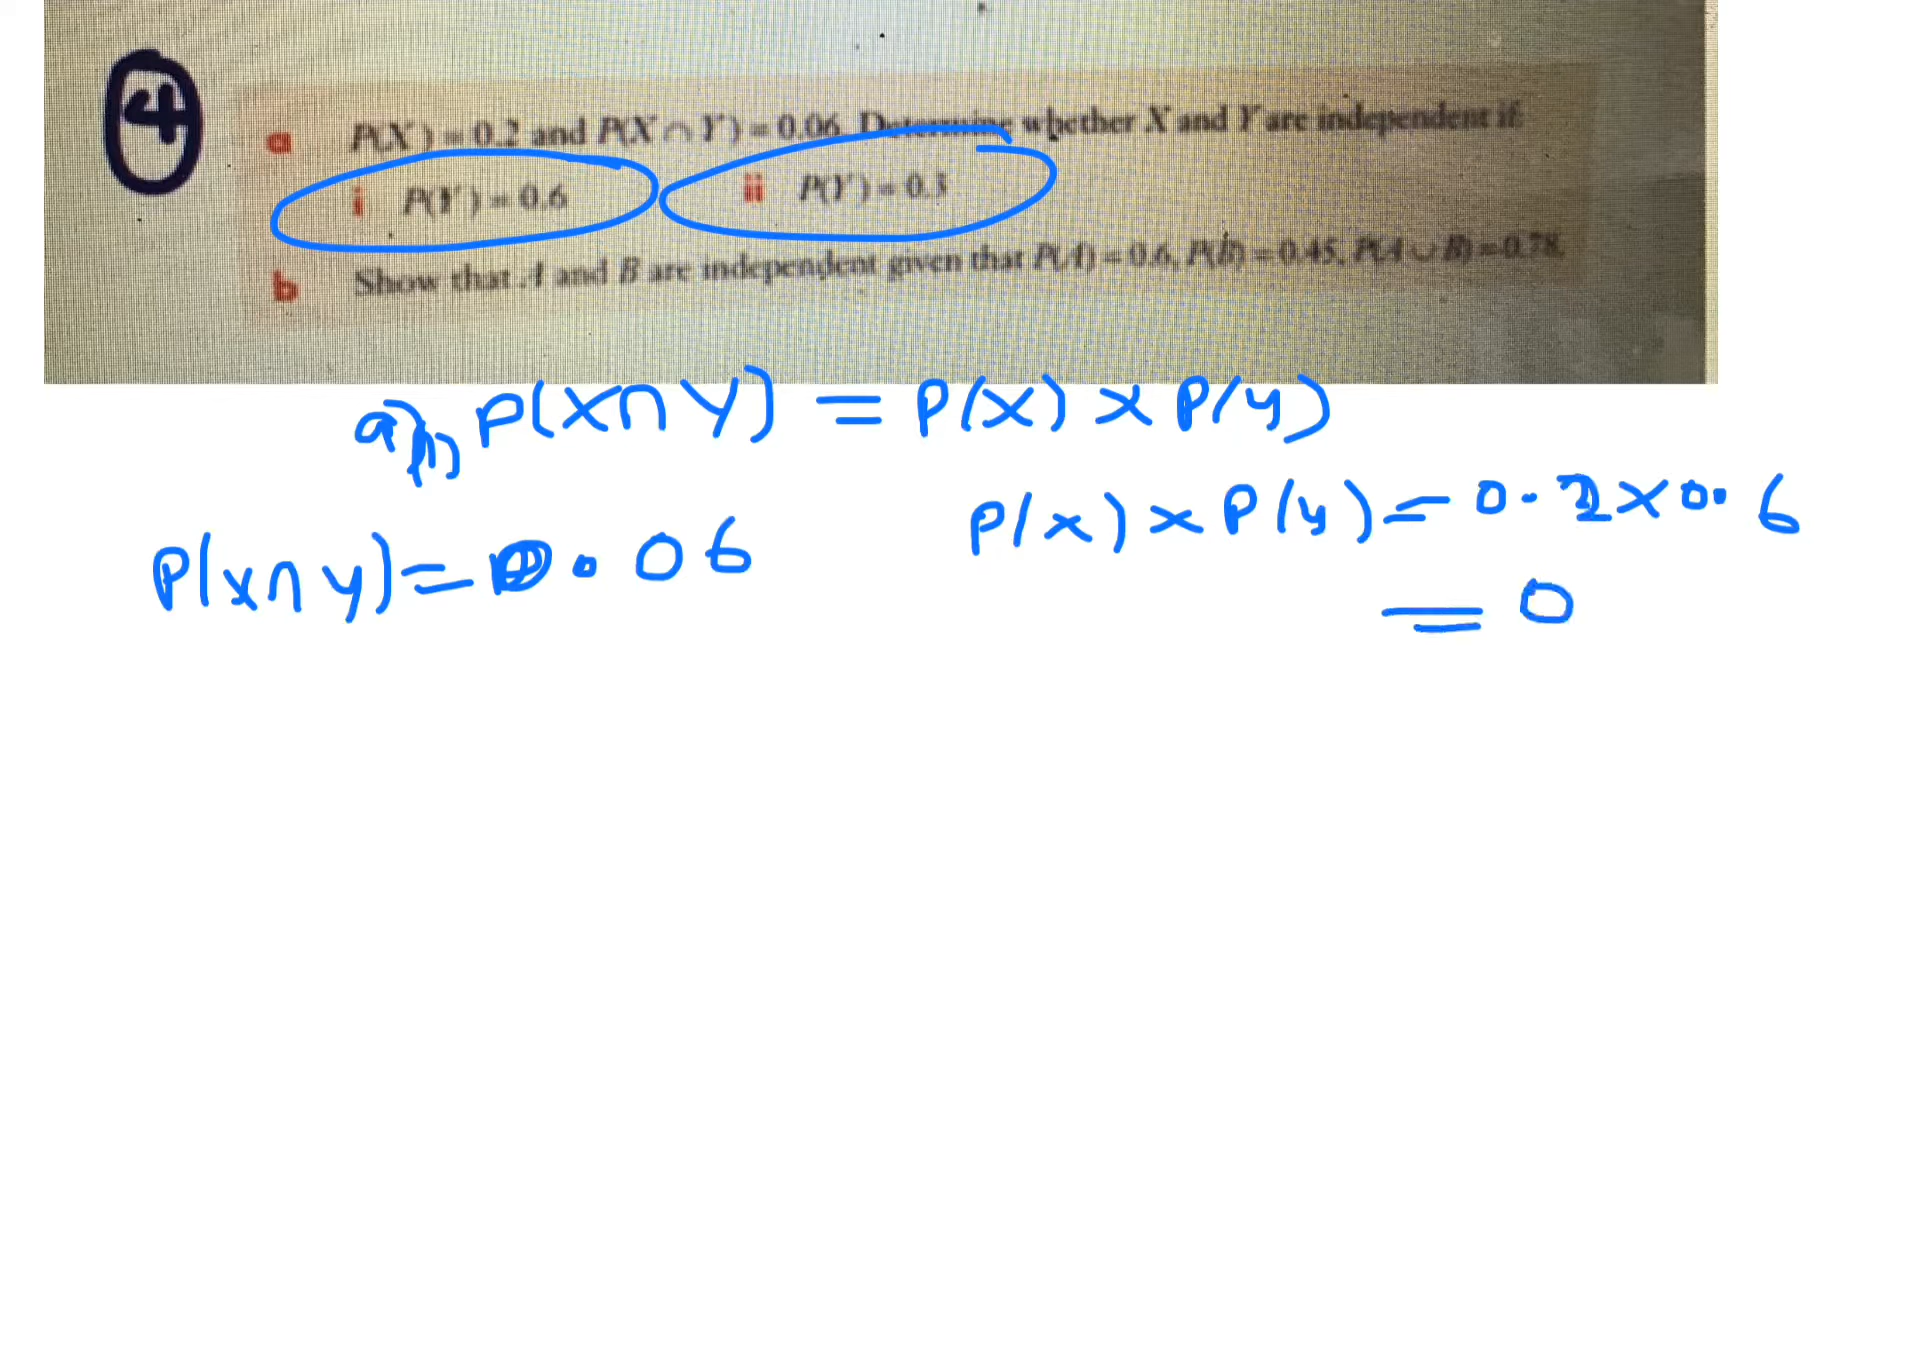 4
a P(X) = 0.2 and P(X ∩ Y) = 0.06. Determine whether X and Y are independent if:
i P(Y) = 0.6 ii P(Y) = 0.3
b Show that A and B are independent given that P(A) = 0.6, P(B) = 0.45, P(A ∪ B) = 0.78.
a) i) P(X∩Y) = P(X) × P(y)
P(x) × P(y) = 0.2×0.6
P(x∩y) = 0.06
= 0